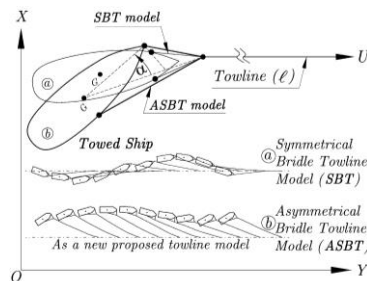 X
SBT model
U
Towline (ℓ)
ⓐ
G
α
G
ASBT model
ⓑ
Towed Ship
ⓐ Symmetrical
Bridle Towline
Model (SBT)
ⓑ Asymmetrical
Bridle Towline
Model (ASBT)
As a new proposed towline model
O
Y